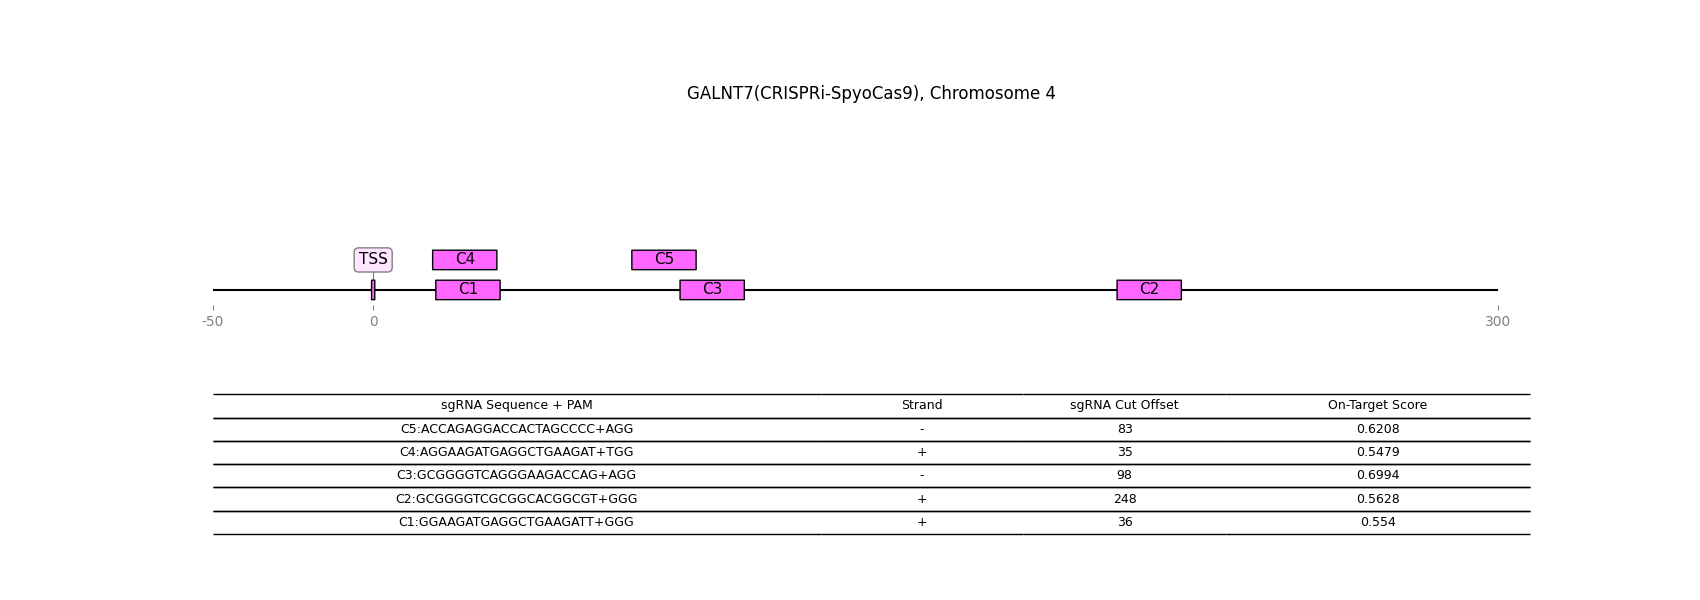 GALNT7(CRISPRi-SpyoCas9), Chromosome 4
TSS C4 C5
C1 C3 C2
-50 0 300
sgRNA Sequence + PAM Strand sgRNA Cut Offset On-Target Score
C5:ACCAGAGGACCACTAGCCCC+AGG - 83 0.6208
C4:AGGAAGATGAGGCTGAAGAT+TGG + 35 0.5479
C3:GCGGGGTCAGGGAAGACCAG+AGG - 98 0.6994
C2:GCGGGGTCGCGGCACGGCGT+GGG + 248 0.5628
C1:GGAAGATGAGGCTGAAGATT+GGG + 36 0.554